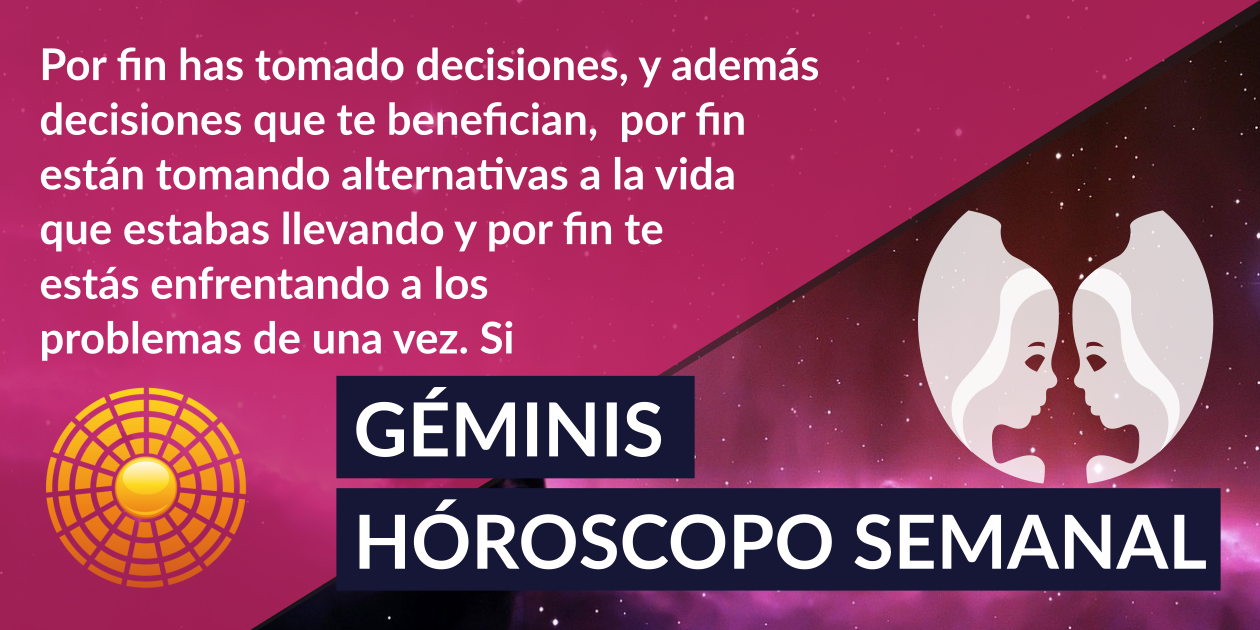 Por fin has tomado decisiones, y además
decisiones que te benefician,  por fin
están tomando alternativas a la vida
que estabas llevando y por fin te
estás enfrentando a los
problemas de una vez. Si
GÉMINIS
HÓROSCOPO SEMANAL